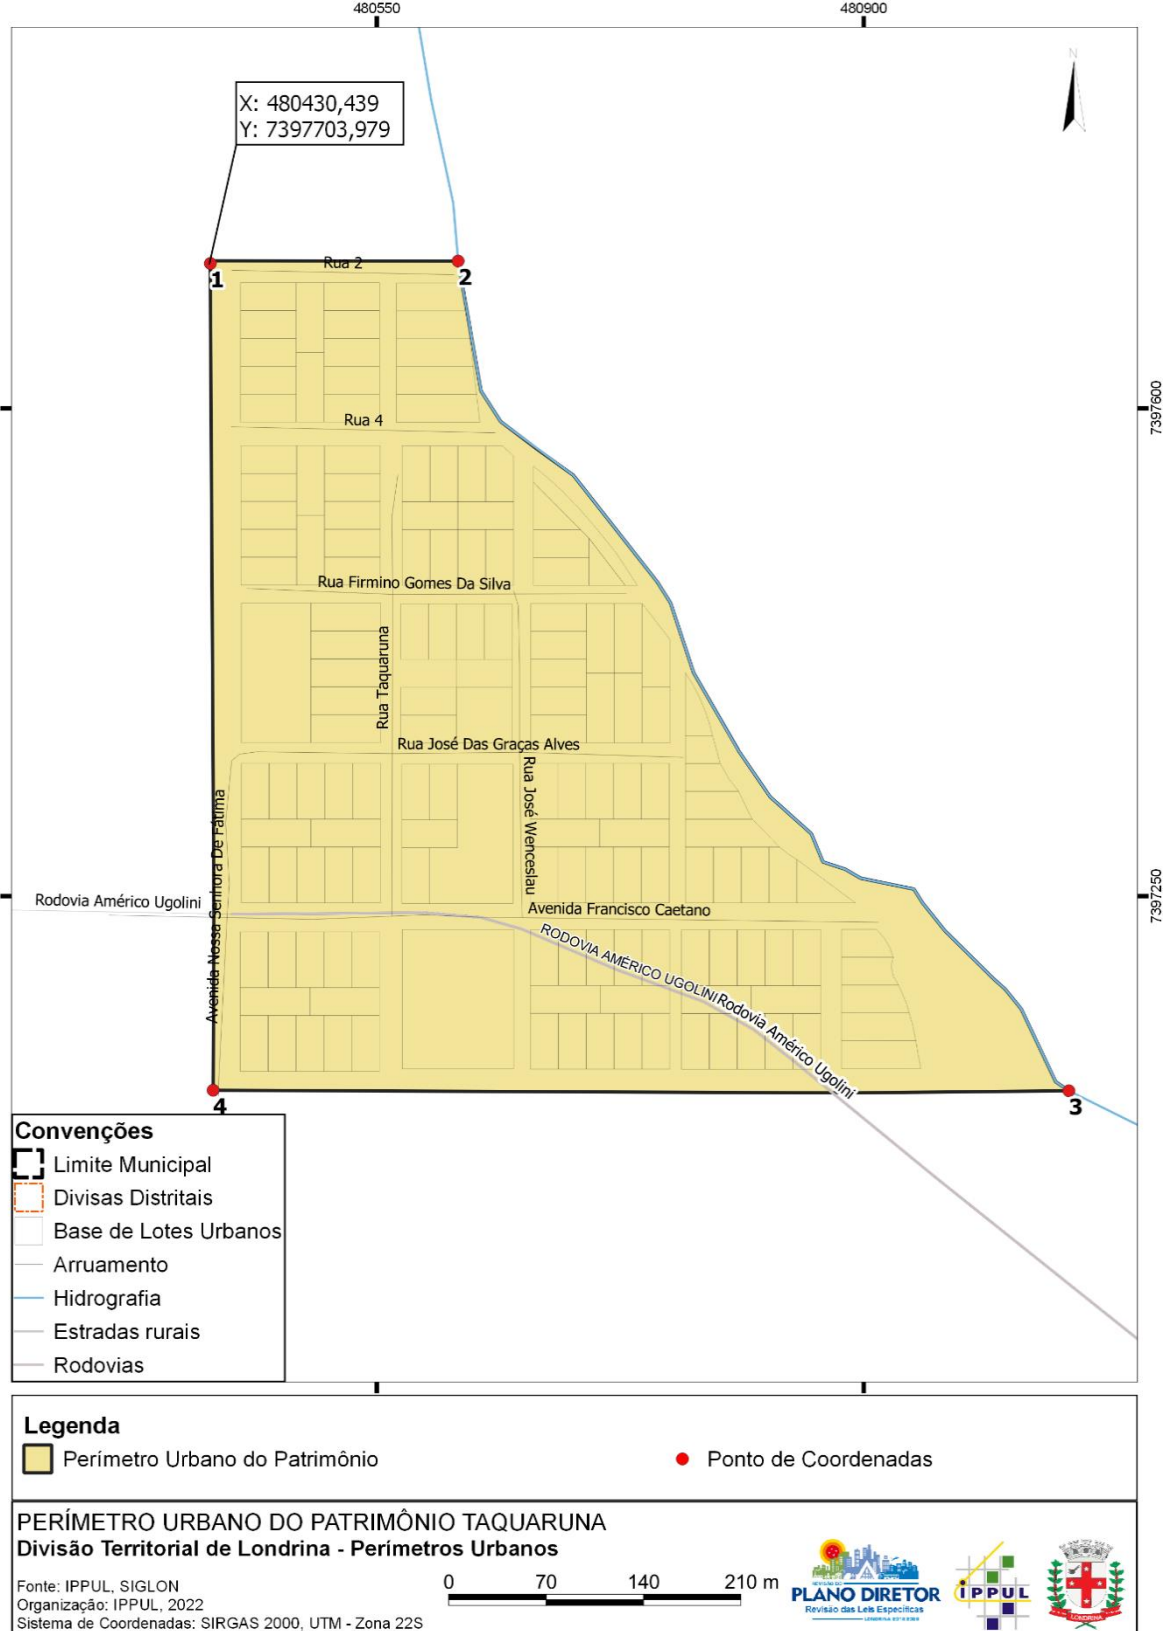 480550
480900
N
X: 480430,439
Y: 7397703,979
1
Rua 2
2
7397600
Rua 4
Rua Firmino Gomes Da Silva
Rua Taquaruna
Rua José Das Graças Alves
Rua José Wenceslau
Avenida Nossa Senhora De Fátima
7397250
Rodovia Américo Ugolini
Avenida Francisco Caetano
RODOVIA AMÉRICO UGOLINI
Rodovia Américo Ugolini
4
3
Convenções
Limite Municipal
Divisas Distritais
Base de Lotes Urbanos
Arruamento
Hidrografia
Estradas rurais
Rodovias
Legenda
Perímetro Urbano do Patrimônio
Ponto de Coordenadas
PERÍMETRO URBANO DO PATRIMÔNIO TAQUARUNA
Divisão Territorial de Londrina - Perímetros Urbanos
Fonte: IPPUL, SIGLON
Organização: IPPUL, 2022
Sistema de Coordenadas: SIRGAS 2000, UTM - Zona 22S
0 70 140 210 m
REVISÃO DO
PLANO DIRETOR
Revisão das Leis Específicas
IPPUL
LONDRINA